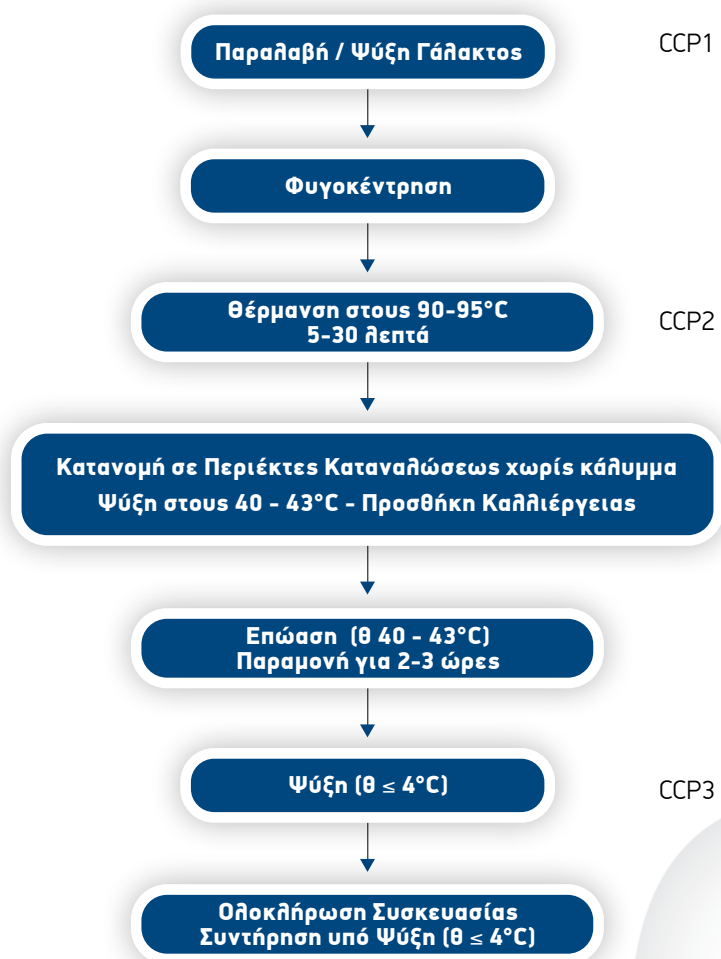 Παραλαβή / Ψύξη Γάλακτος
CCP1
Φυγοκέντρηση
Θέρμανση στους 90-95°C
5-30 λεπτά
CCP2
Κατανομή σε Περιέκτες Καταναλώσεως χωρίς κάλυμμα
Ψύξη στους 40 - 43°C - Προσθήκη Καλλιέργειας
Επώαση (θ 40 - 43°C)
Παραμονή για 2-3 ώρες
Ψύξη (θ ≤ 4°C)
CCP3
Ολοκλήρωση Συσκευασίας
Συντήρηση υπό Ψύξη (θ ≤ 4°C)